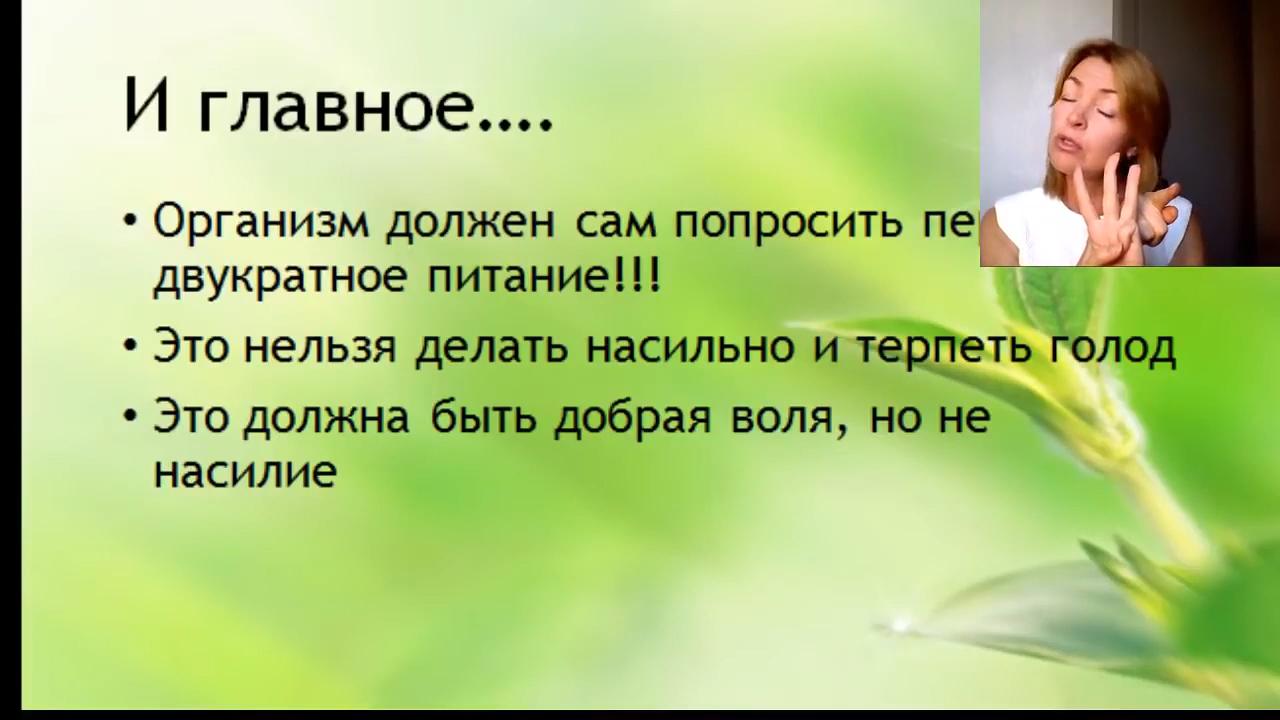 И главное....
• Организм должен сам попросить
двукратное питание!!!
• Это нельзя делать насильно и терпеть голод
• Это должна быть добрая воля, но не
насилие